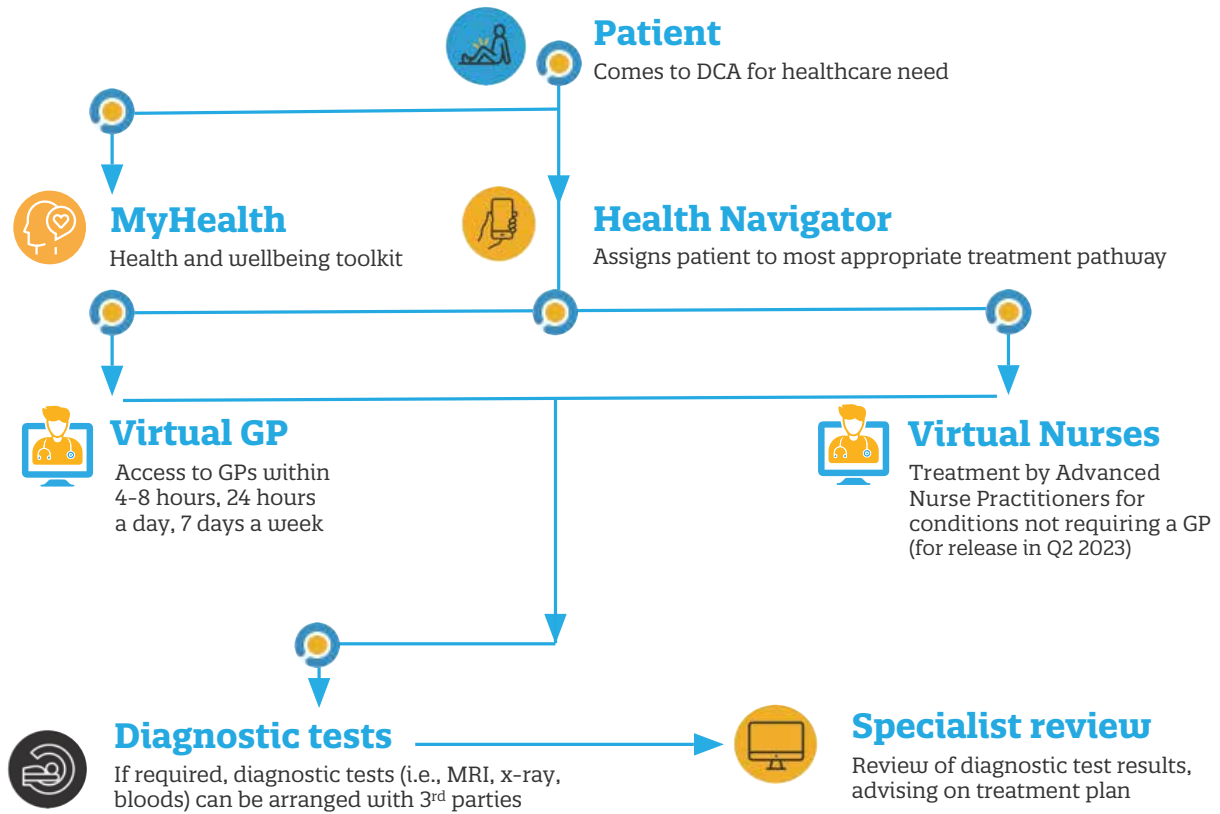 Patient
Comes to DCA for healthcare need
MyHealth
Health and wellbeing toolkit
Health Navigator
Assigns patient to most appropriate treatment pathway
Virtual GP
Access to GPs within
4-8 hours, 24 hours
a day, 7 days a week
Virtual Nurses
Treatment by Advanced
Nurse Practitioners for
conditions not requiring a GP
(for release in Q2 2023)
Diagnostic tests
If required, diagnostic tests (i.e., MRI, x-ray,
bloods) can be arranged with 3rd parties
Specialist review
Review of diagnostic test results,
advising on treatment plan